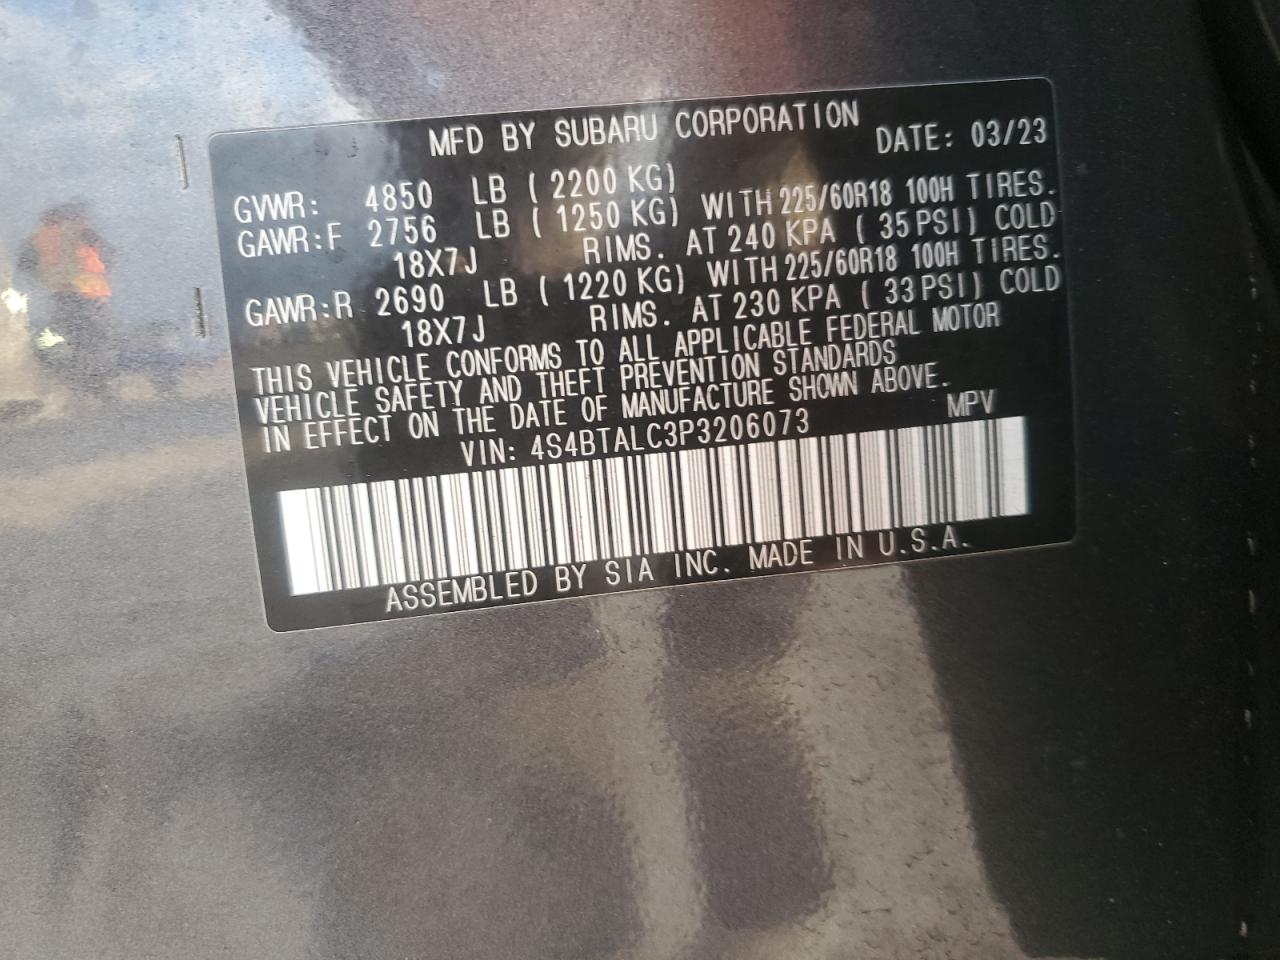 MFD BY SUBARU CORPORATION
DATE: 03/23
GVWR: 4850 LB ( 2200 KG)
GAWR:F 2756 LB ( 1250 KG) WITH 225/60R18 100H TIRES.
18X7J RIMS. AT 240 KPA ( 35 PSI) COLD
GAWR:R 2690 LB ( 1220 KG) WITH 225/60R18 100H TIRES.
18X7J RIMS. AT 230 KPA ( 33 PSI) COLD
THIS VEHICLE CONFORMS TO ALL APPLICABLE FEDERAL MOTOR
VEHICLE SAFETY AND THEFT PREVENTION STANDARDS
IN EFFECT ON THE DATE OF MANUFACTURE SHOWN ABOVE.
VIN: 4S4BTALC3P3206073 MPV
ASSEMBLED BY SIA INC. MADE IN U.S.A.